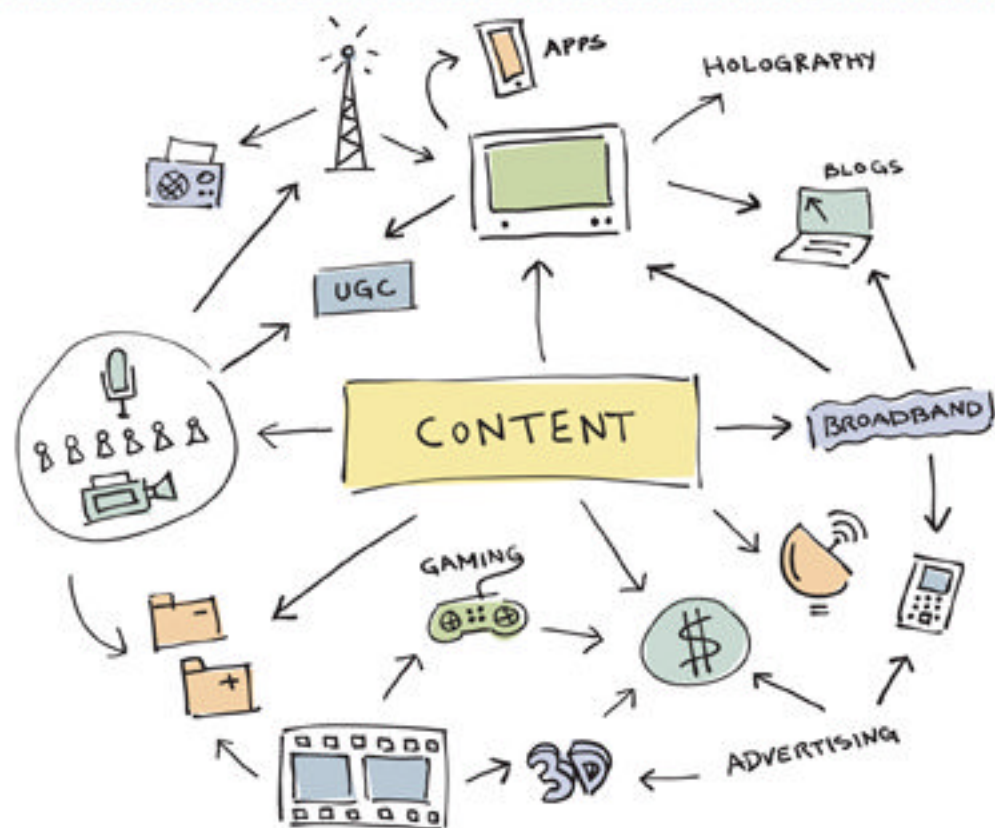 APPS
HOLOGRAPHY
BLOGS
UGC
CONTENT
BROADBAND
GAMING
$
3D
ADVERTISING